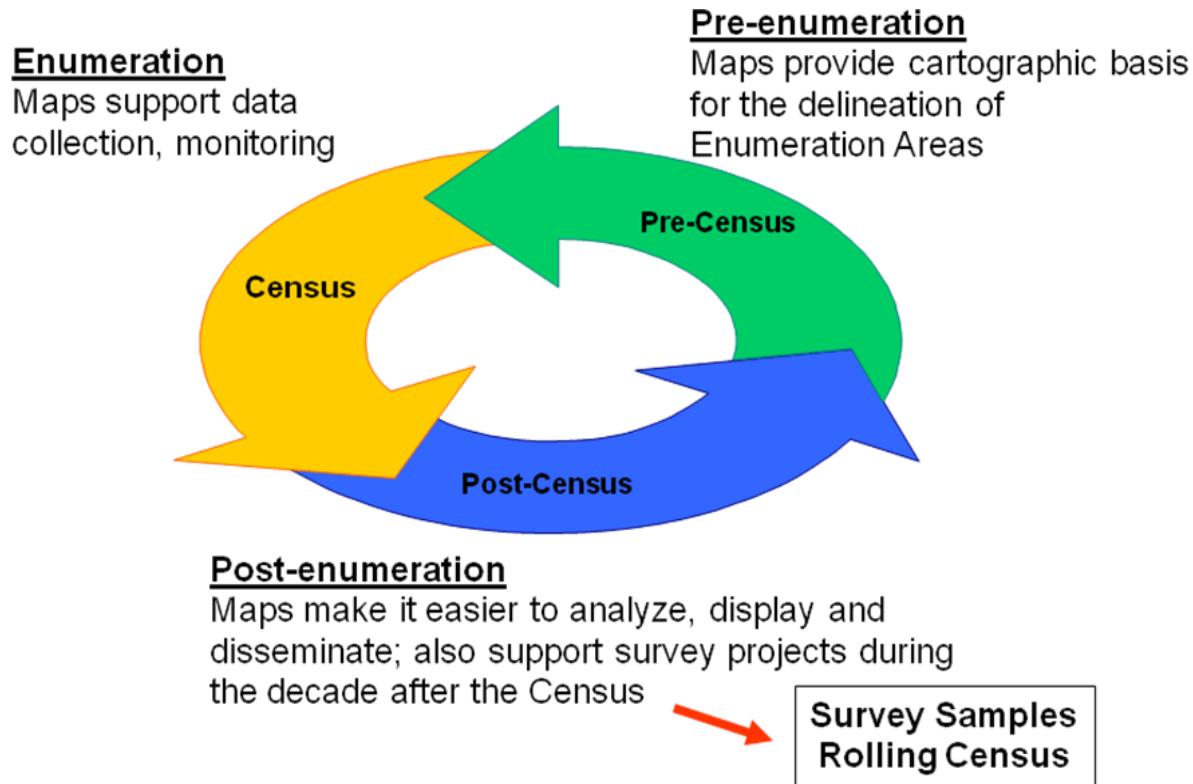 Pre-enumeration
Maps provide cartographic basis
for the delineation of
Enumeration Areas
Enumeration
Maps support data
collection, monitoring
Pre-Census
Census
Post-Census
Post-enumeration
Maps make it easier to analyze, display and
disseminate; also support survey projects during
the decade after the Census
Survey Samples
Rolling Census